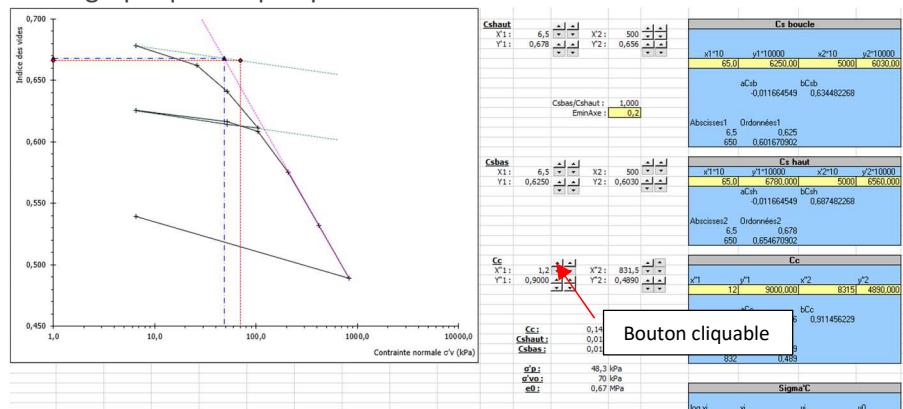 0,700
0,650
0,600
0,550
0,500
0,450
Indice des vides
1,0 10,0 100,0 1000,0 10000,0
Contrainte normale σ'v (kPa)
Cshaut
X'1 : 6,5 X'2 : 500
Y'1 : 0,678 Y'2 : 0,656
Csbas/Cshaut : 1,000
EminAxe : 0,2
Csbas
X1 : 6,5 X2 : 500
Y1 : 0,6250 Y2 : 0,6030
Cc
X"1 : 1,2 X"2 : 831,5
Y"1 : 0,9000 Y"2 : 0,4890
Bouton cliquable
Cc : 0,14
Cshaut : 0,01
Csbas : 0,01
σ'p : 48,3 kPa
σ'vo : 70 kPa
e0 : 0,67 MPa
Cs boucle
x1*10 y1*10000 x2*10 y2*10000
65,0 6250,00 5000 6030,00
aCsb bCsb
-0,011664549 0,634482268
Abscisses1 Ordonnées1
6,5 0,625
650 0,601670902
Cs haut
x'1*10 y'1*10000 x'2*10 y'2*10000
65,0 6780,000 5000 6560,000
aCsh bCsh
-0,011664549 0,687482268
Abscisses2 Ordonnées2
6,5 0,678
650 0,654670902
Cc
x"1 y"1 x"2 y"2
12 9000,000 8315 4890,000
bCc
0,911456229
832 0,489
Sigma'C